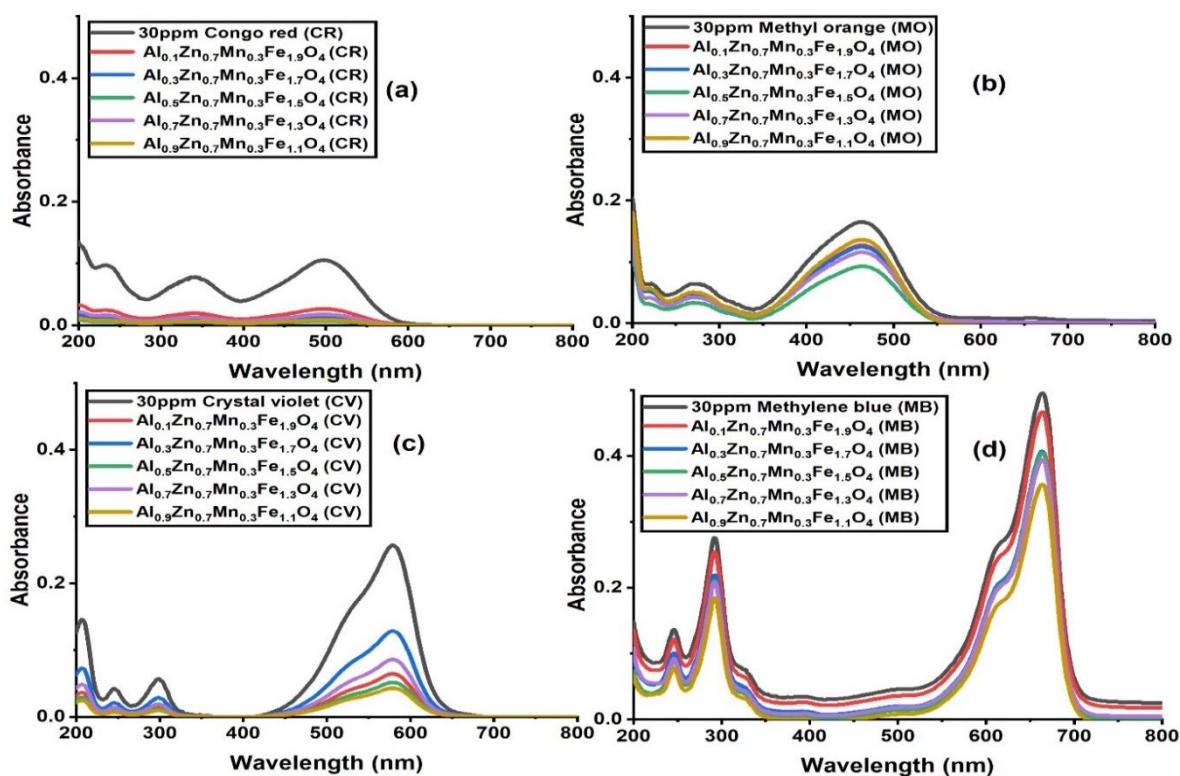 30ppm Congo red (CR)
Al0.1Zn0.7Mn0.3Fe1.9O4 (CR)
Al0.3Zn0.7Mn0.3Fe1.7O4 (CR)
Al0.5Zn0.7Mn0.3Fe1.5O4 (CR)
Al0.7Zn0.7Mn0.3Fe1.3O4 (CR)
Al0.9Zn0.7Mn0.3Fe1.1O4 (CR)
(a)
Absorbance
0.4
0.2
0.0
200 300 400 500 600 700 800
Wavelength (nm)
30ppm Methyl orange (MO)
Al0.1Zn0.7Mn0.3Fe1.9O4 (MO)
Al0.3Zn0.7Mn0.3Fe1.7O4 (MO)
Al0.5Zn0.7Mn0.3Fe1.5O4 (MO)
Al0.7Zn0.7Mn0.3Fe1.3O4 (MO)
Al0.9Zn0.7Mn0.3Fe1.1O4 (MO)
(b)
Absorbance
0.4
0.2
0.0
200 300 400 500 600 700 800
Wavelength (nm)
30ppm Crystal violet (CV)
Al0.1Zn0.7Mn0.3Fe1.9O4 (CV)
Al0.3Zn0.7Mn0.3Fe1.7O4 (CV)
Al0.5Zn0.7Mn0.3Fe1.5O4 (CV)
Al0.7Zn0.7Mn0.3Fe1.3O4 (CV)
Al0.9Zn0.7Mn0.3Fe1.1O4 (CV)
(c)
Absorbance
0.4
0.2
0.0
200 300 400 500 600 700 800
Wavelength (nm)
30ppm Methylene blue (MB)
Al0.1Zn0.7Mn0.3Fe1.9O4 (MB)
Al0.3Zn0.7Mn0.3Fe1.7O4 (MB)
Al0.5Zn0.7Mn0.3Fe1.5O4 (MB)
Al0.7Zn0.7Mn0.3Fe1.3O4 (MB)
Al0.9Zn0.7Mn0.3Fe1.1O4 (MB)
(d)
Absorbance
0.4
0.2
0.0
200 300 400 500 600 700 800
Wavelength (nm)